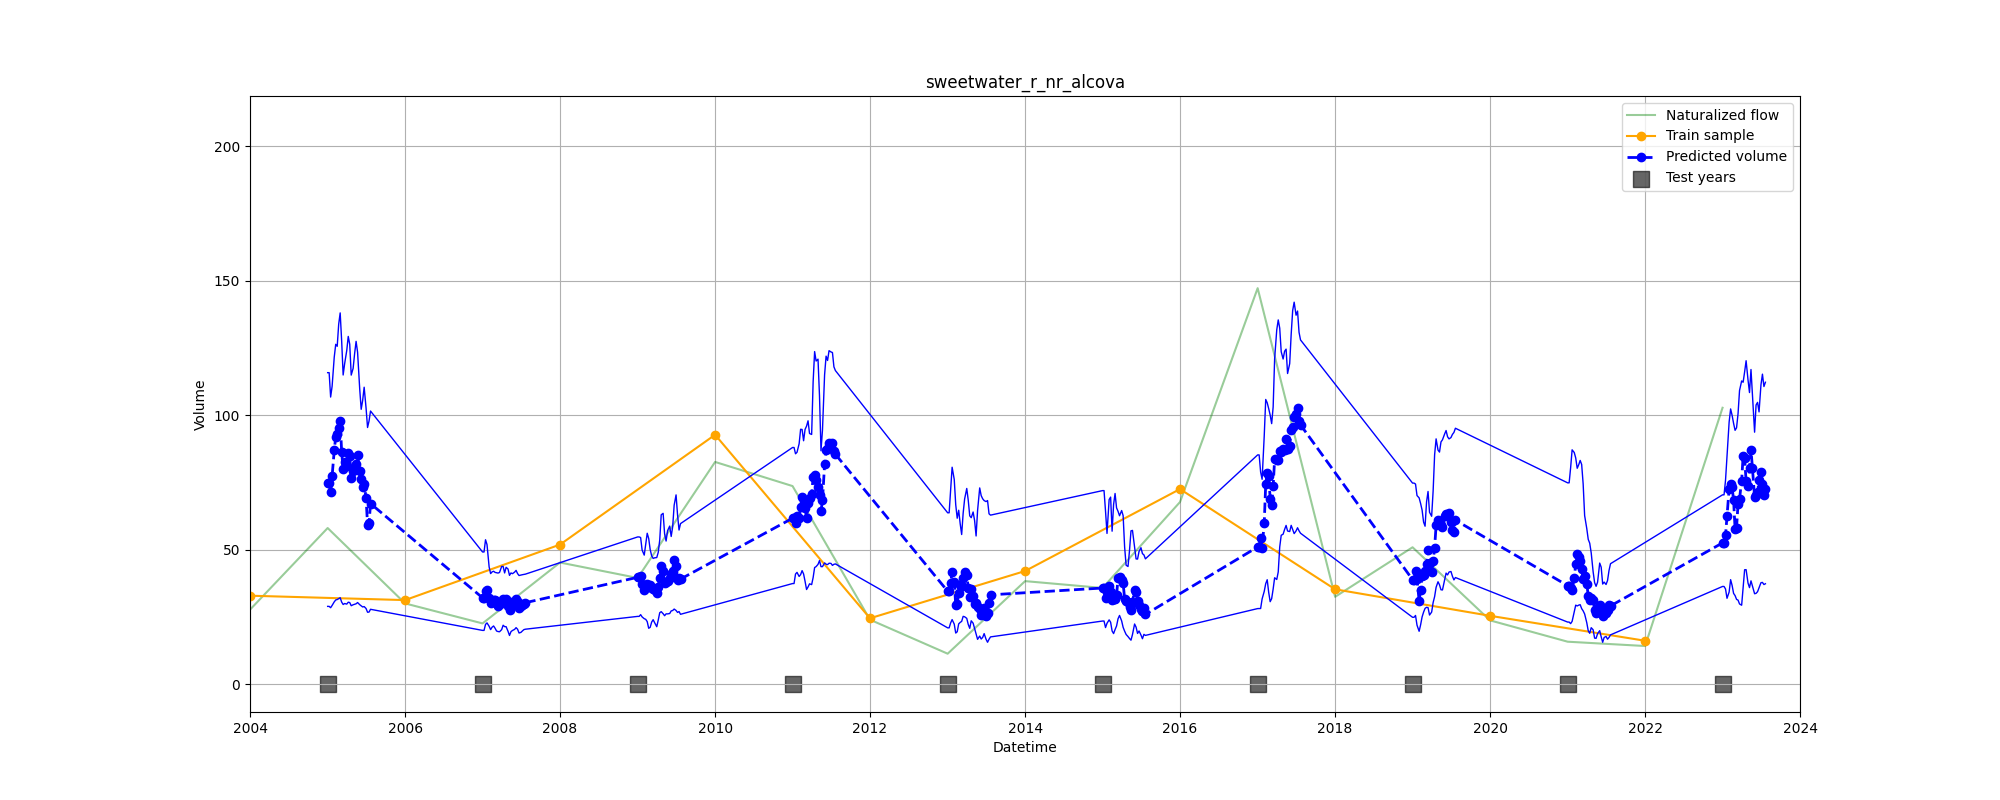 sweetwater_r_nr_alcova
Naturalized flow
Train sample
Predicted volume
Test years
200
150
100
50
0
Volume
2004 2006 2008 2010 2012 2014 2016 2018 2020 2022 2024
Datetime